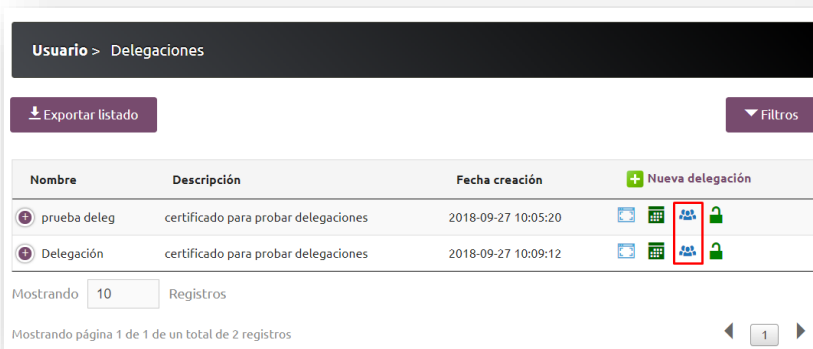 Usuario > Delegaciones
Exportar listado
Filtros
Nombre Descripción Fecha creación Nueva delegación
prueba deleg certificado para probar delegaciones 2018-09-27 10:05:20
Delegación certificado para probar delegaciones 2018-09-27 10:09:12
Mostrando 10 Registros
Mostrando página 1 de 1 de un total de 2 registros
1